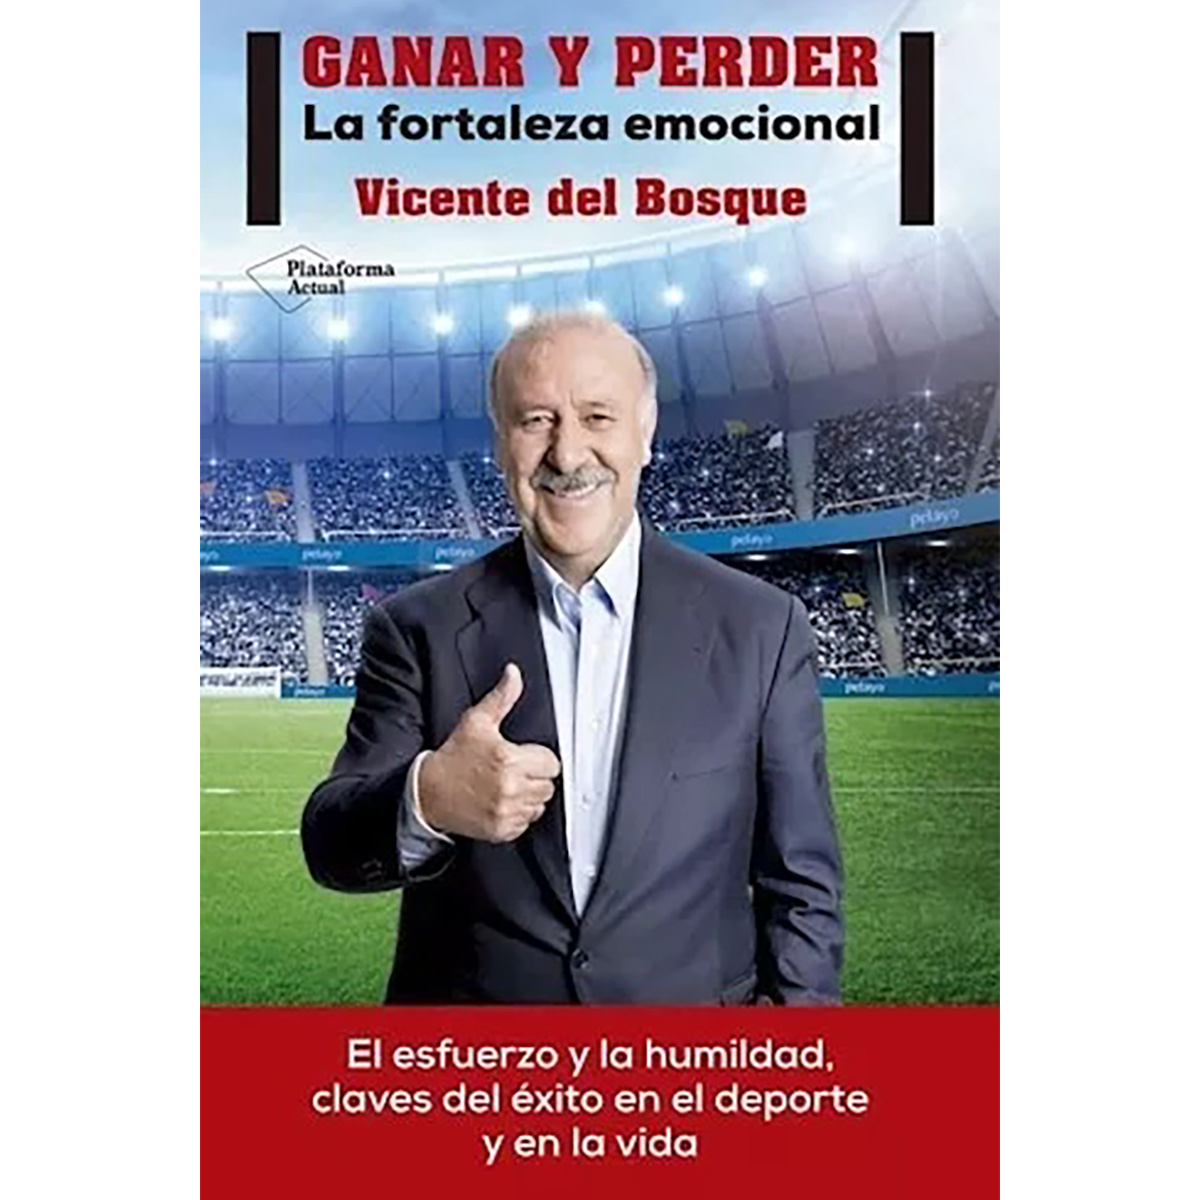 GANAR Y PERDER
La fortaleza emocional
Vicente del Bosque
Plataforma
Actual
pelayo
pelayo
pelayo
pelayo
pelayo
pelayo
El esfuerzo y la humildad,
claves del éxito en el deporte
y en la vida